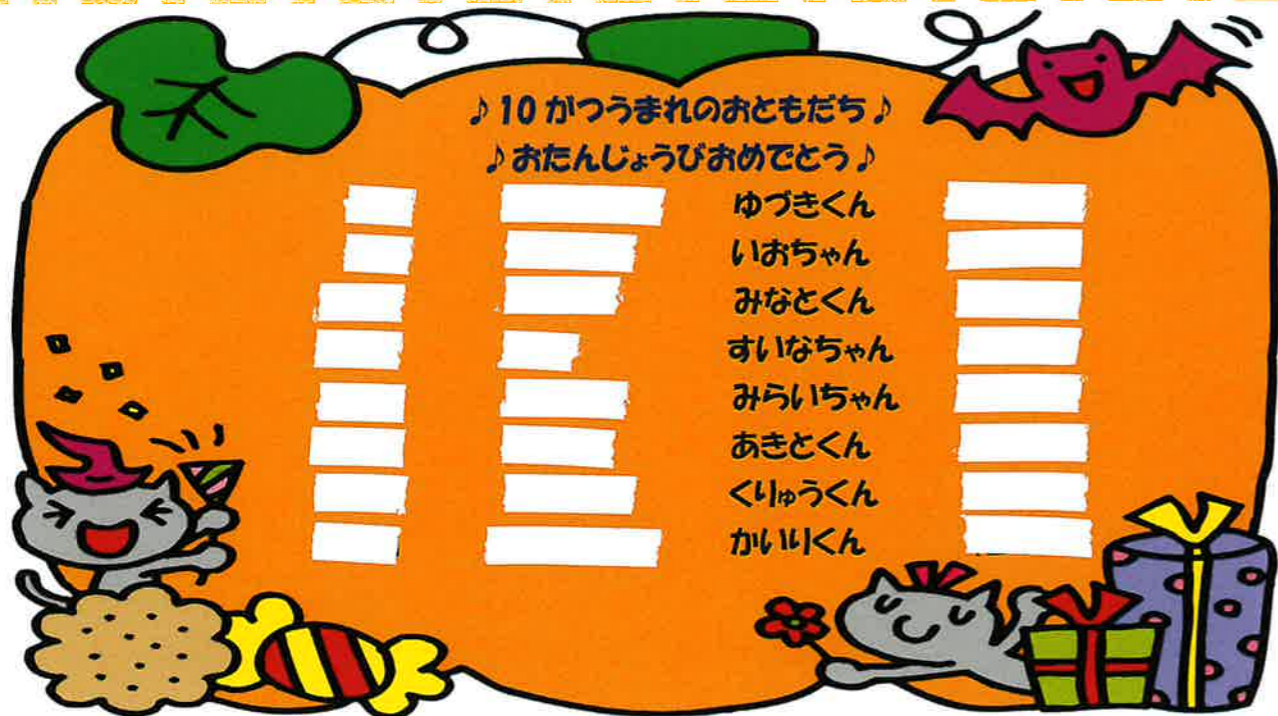 ♪10がつうまれのおともだち♪
♪おたんじょうびおめでとう♪
ゆづきくん
いおちゃん
みなとくん
すいなちゃん
みらいちゃん
あきとくん
くりゅうくん
かいりくん